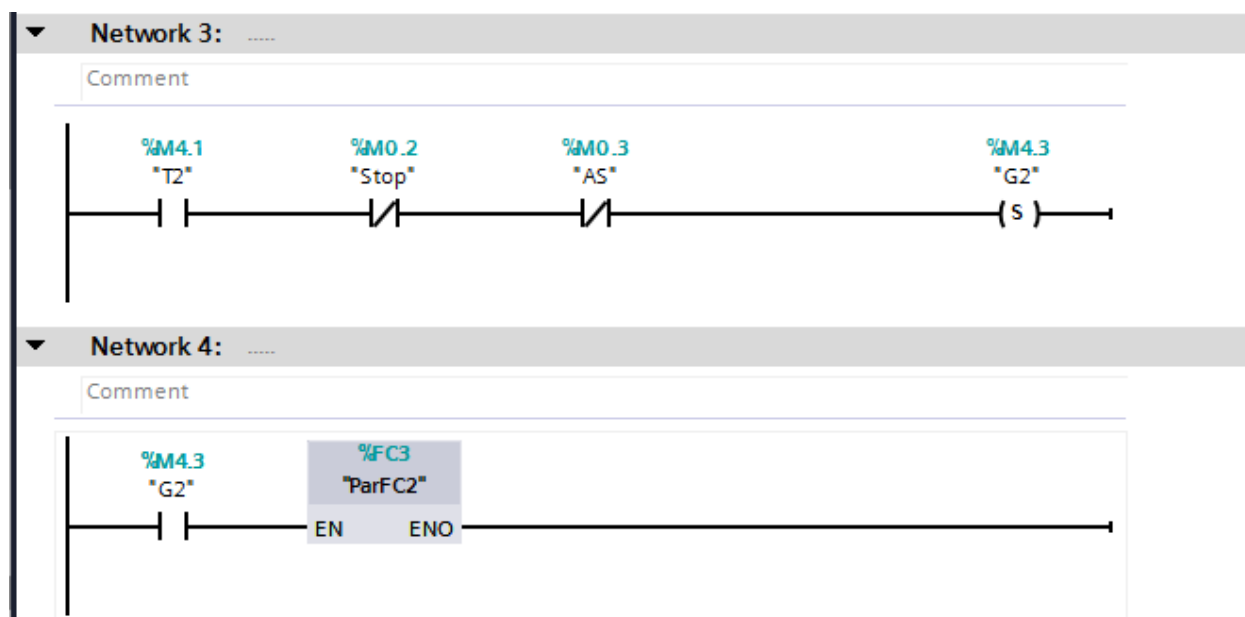 Network 3: .....
Comment
%M4.1 %M0.2 %M0.3 %M4.3
"T2" "Stop" "AS" "G2"
S
Network 4: .....
Comment
%M4.3 %FC3
"G2" "ParFC2"
EN ENO